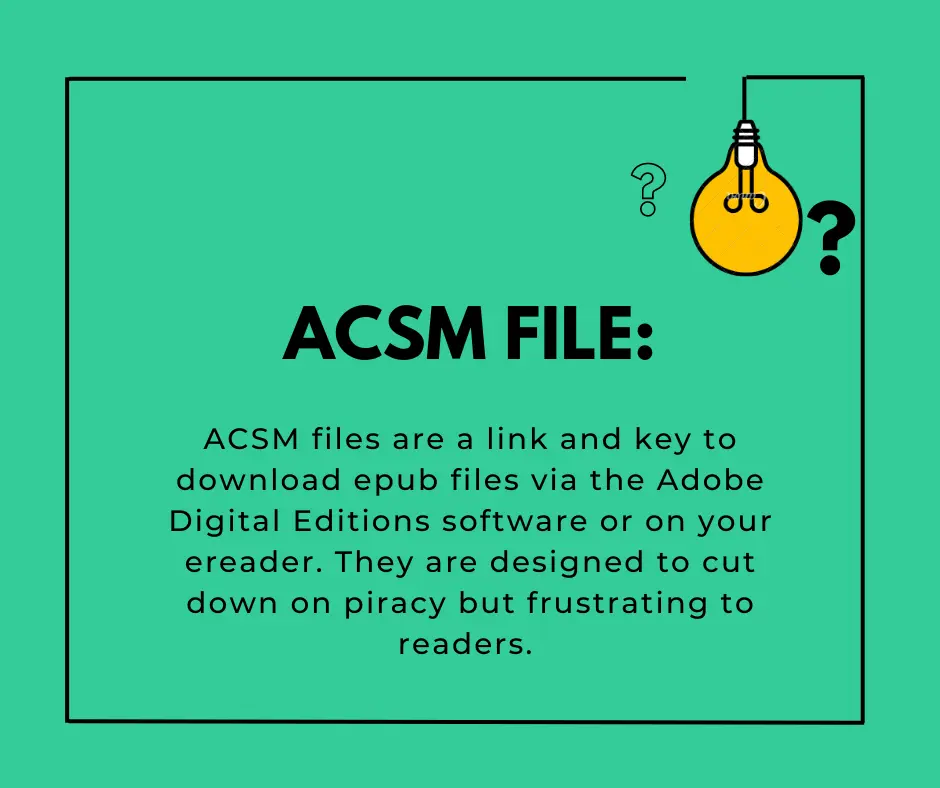 ?
?
ACSM FILE:
ACSM files are a link and key to
download epub files via the Adobe
Digital Editions software or on your
ereader. They are designed to cut
down on piracy but frustrating to
readers.